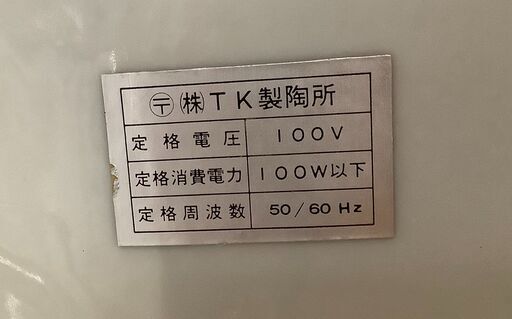 〶㈱TK製陶所
定格電圧 100V
定格消費電力 100W以下
定格周波数 50/60Hz